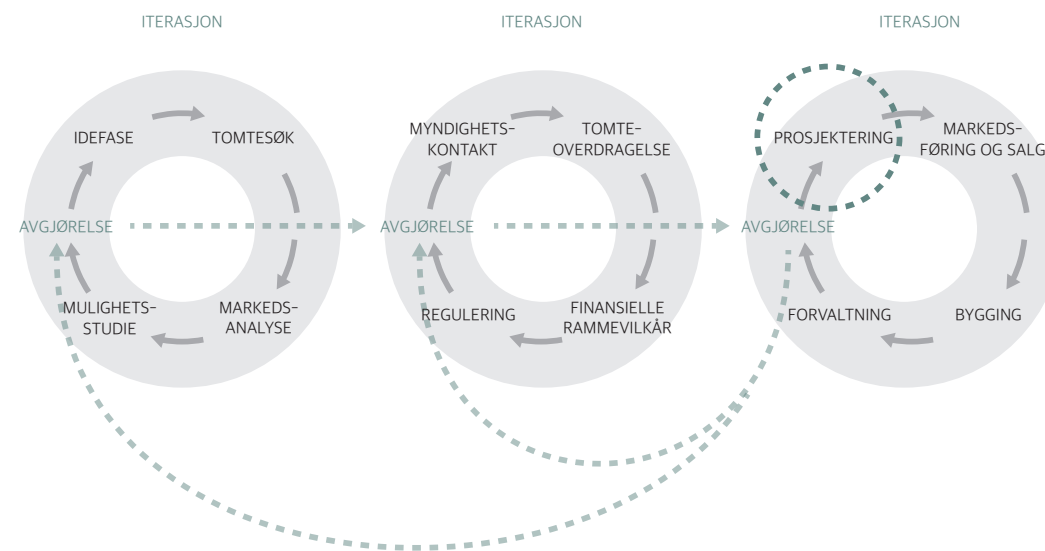 ITERASJON
ITERASJON
ITERASJON
IDEFASE
TOMTESØK
AVGJØRELSE
MULIGHETS-
STUDIE
MARKEDS-
ANALYSE
MYNDIGHETS-
KONTAKT
TOMTE-
OVERDRAGELSE
AVGJØRELSE
REGULERING
FINANSIELLE
RAMMEVILKÅR
PROSJEKTERING
MARKEDS-
FØRING OG SALG
AVGJØRELSE
FORVALTNING
BYGGING